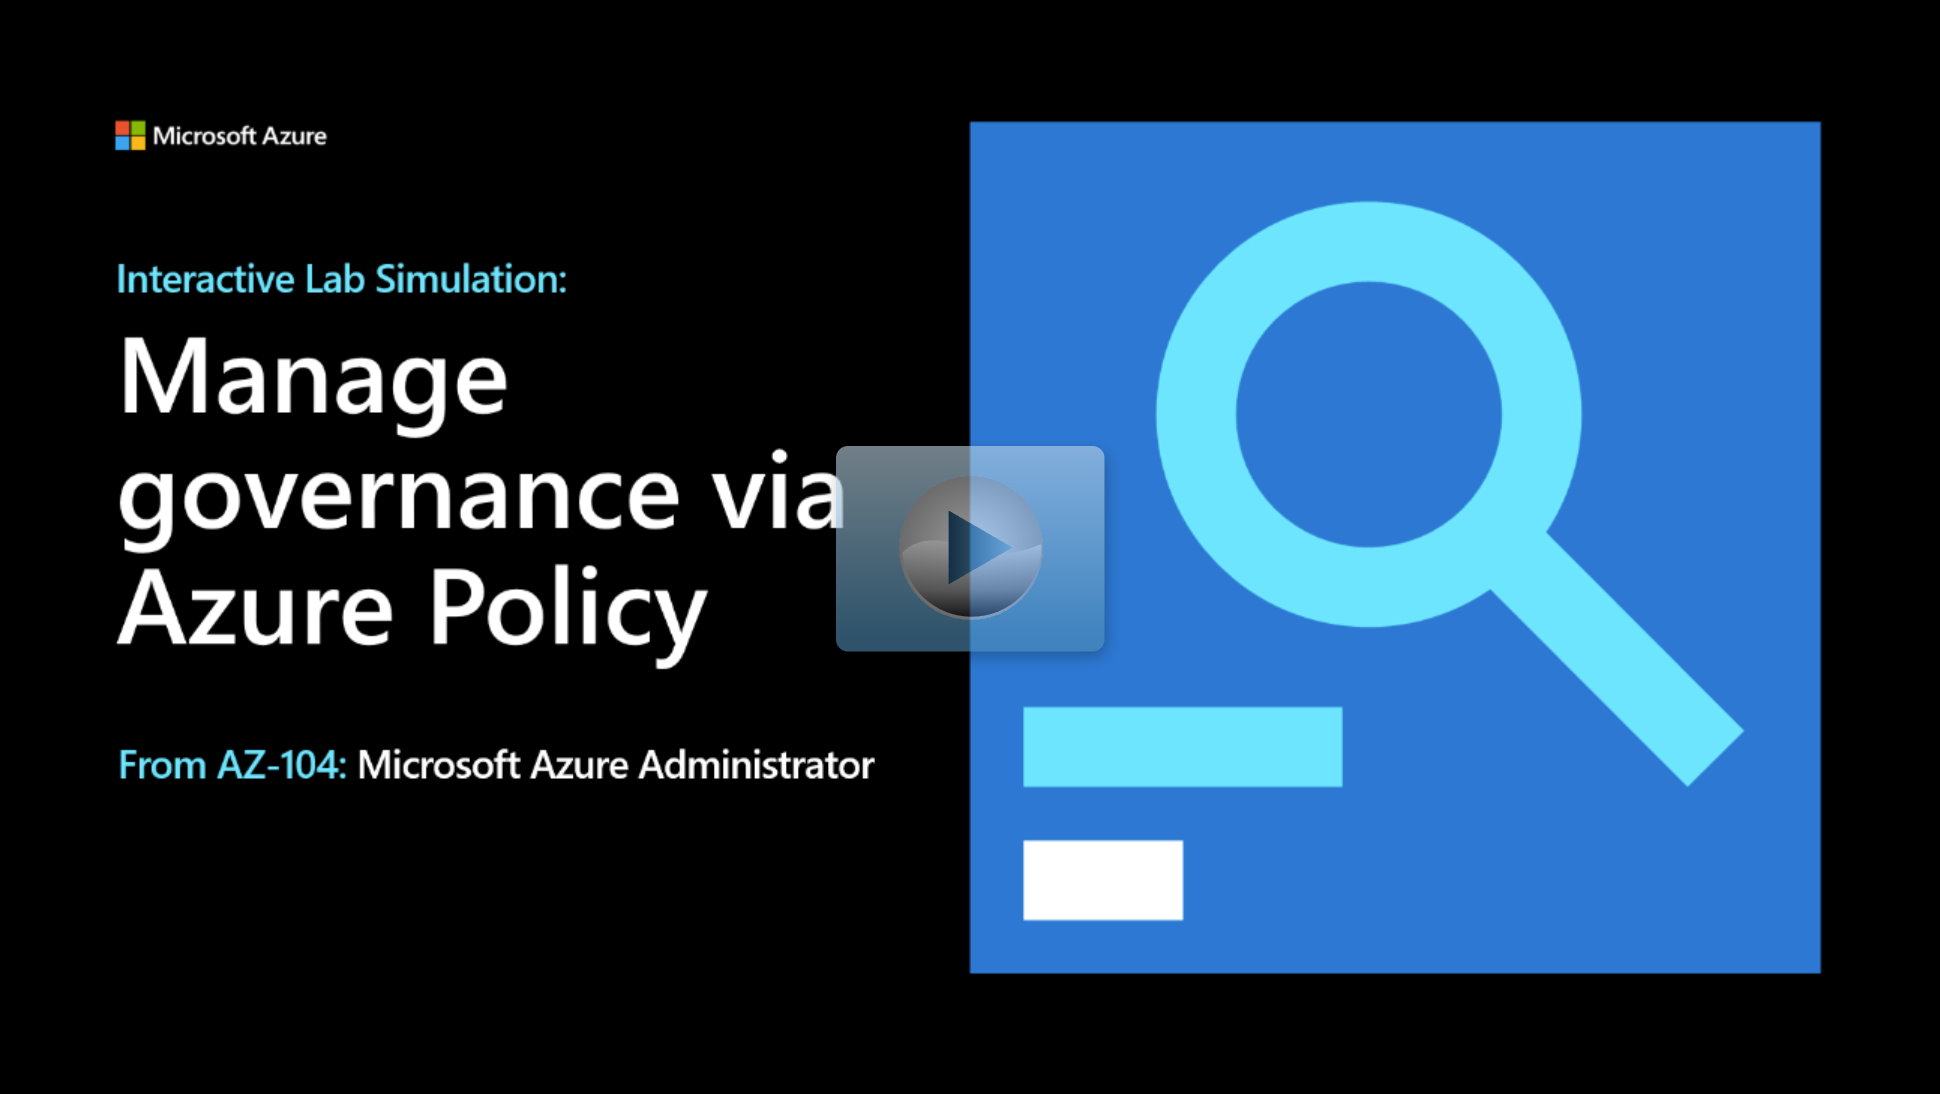 Microsoft Azure
Interactive Lab Simulation:
Manage
governance via
Azure Policy
From AZ-104: Microsoft Azure Administrator